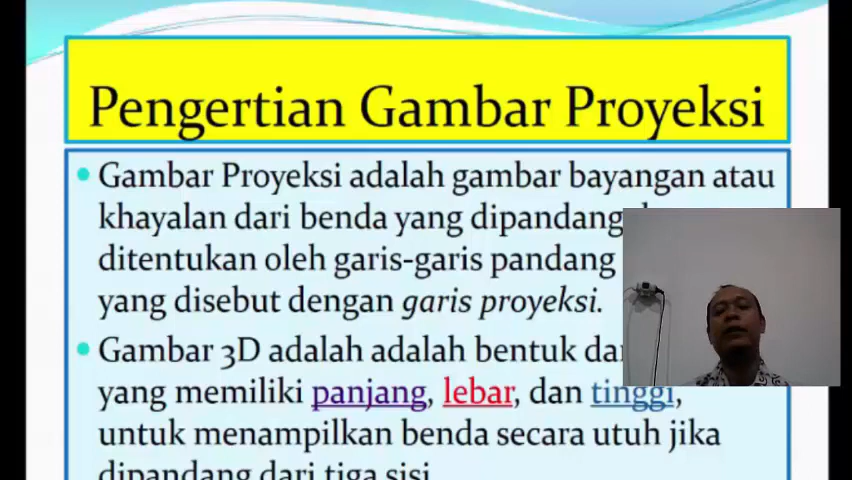 Pengertian Gambar Proyeksi
Gambar Proyeksi adalah gambar bayangan atau
khayalan dari benda yang dipandang
ditentukan oleh garis-garis pandang
yang disebut dengan garis proyeksi.
Gambar 3D adalah adalah bentuk
yang memiliki panjang, lebar, dan tinggi,
untuk menampilkan benda secara utuh jika
dipandang dari tiga sisi